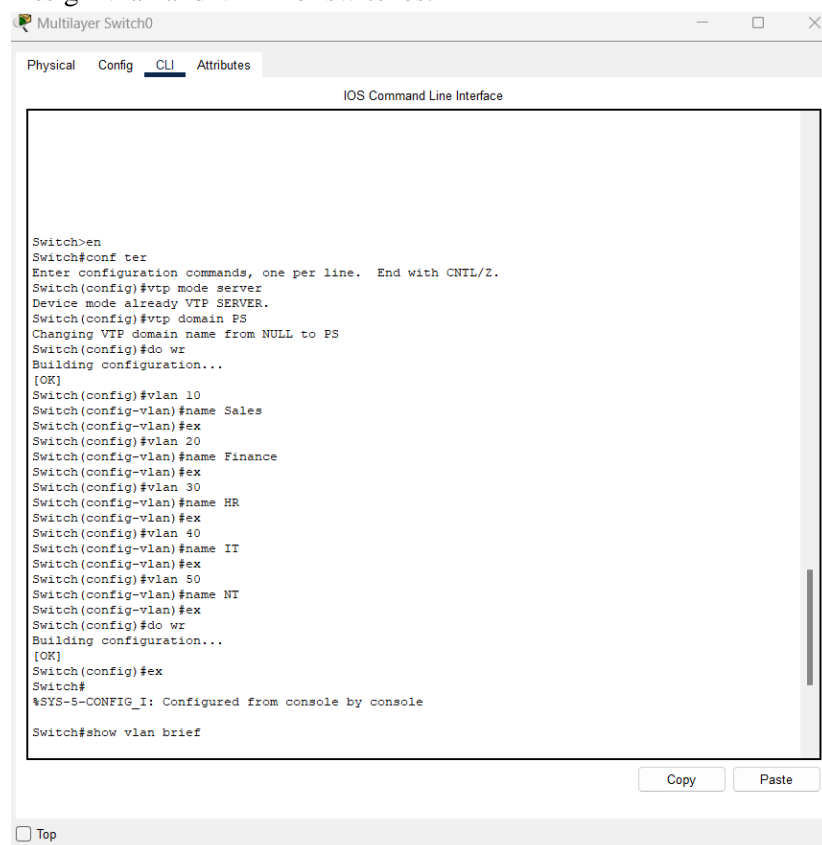 Multilayer Switch0
Physical Config CLI Attributes
IOS Command Line Interface
Switch>en
Switch#conf ter
Enter configuration commands, one per line.  End with CNTL/Z.
Switch(config)#vtp mode server
Device mode already VTP SERVER.
Switch(config)#vtp domain PS
Changing VTP domain name from NULL to PS
Switch(config)#do wr
Building configuration...
[OK]
Switch(config)#vlan 10
Switch(config-vlan)#name Sales
Switch(config-vlan)#ex
Switch(config)#vlan 20
Switch(config-vlan)#name Finance
Switch(config-vlan)#ex
Switch(config)#vlan 30
Switch(config-vlan)#name HR
Switch(config-vlan)#ex
Switch(config)#vlan 40
Switch(config-vlan)#name IT
Switch(config-vlan)#ex
Switch(config)#vlan 50
Switch(config-vlan)#name NT
Switch(config-vlan)#ex
Switch(config)#do wr
Building configuration...
[OK]
Switch(config)#ex
Switch#
%SYS-5-CONFIG_I: Configured from console by console
Switch#show vlan brief
Copy Paste
Top